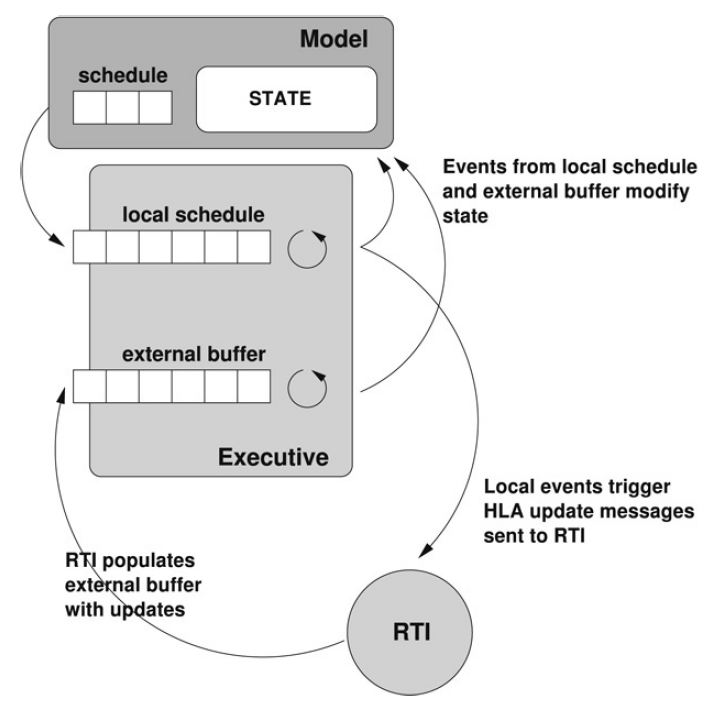 Model
schedule
STATE
Events from local schedule
and external buffer modify
state
local schedule
external buffer
Executive
Local events trigger
HLA update messages
sent to RTI
RTI populates
external buffer
with updates
RTI